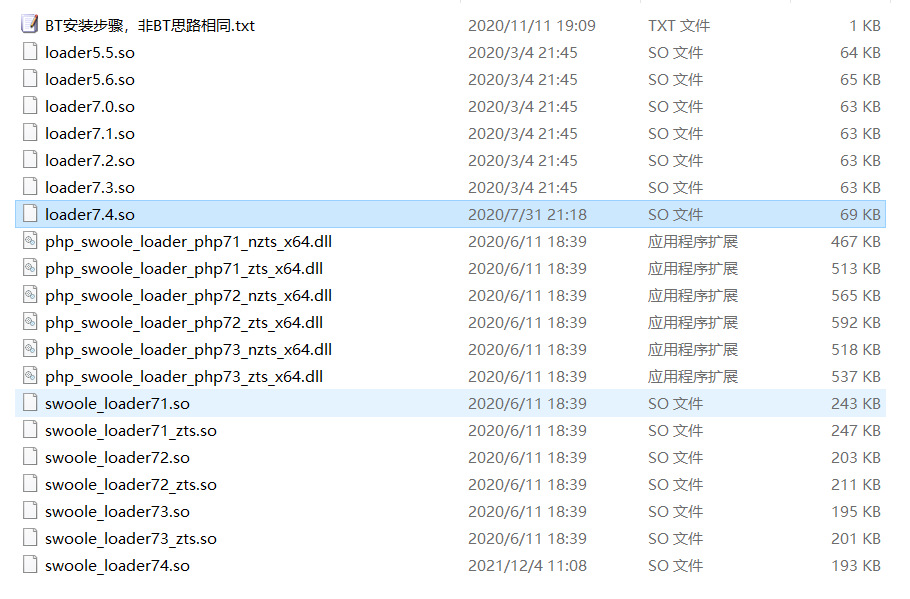 BT安装步骤，非BT思路相同.txt 2020/11/11 19:09 TXT 文件 1 KB
loader5.5.so 2020/3/4 21:45 SO 文件 64 KB
loader5.6.so 2020/3/4 21:45 SO 文件 65 KB
loader7.0.so 2020/3/4 21:45 SO 文件 63 KB
loader7.1.so 2020/3/4 21:45 SO 文件 63 KB
loader7.2.so 2020/3/4 21:45 SO 文件 63 KB
loader7.3.so 2020/3/4 21:45 SO 文件 63 KB
loader7.4.so 2020/7/31 21:18 SO 文件 69 KB
php_swoole_loader_php71_nzts_x64.dll 2020/6/11 18:39 应用程序扩展 467 KB
php_swoole_loader_php71_zts_x64.dll 2020/6/11 18:39 应用程序扩展 513 KB
php_swoole_loader_php72_nzts_x64.dll 2020/6/11 18:39 应用程序扩展 565 KB
php_swoole_loader_php72_zts_x64.dll 2020/6/11 18:39 应用程序扩展 592 KB
php_swoole_loader_php73_nzts_x64.dll 2020/6/11 18:39 应用程序扩展 518 KB
php_swoole_loader_php73_zts_x64.dll 2020/6/11 18:39 应用程序扩展 537 KB
swoole_loader71.so 2020/6/11 18:39 SO 文件 243 KB
swoole_loader71_zts.so 2020/6/11 18:39 SO 文件 247 KB
swoole_loader72.so 2020/6/11 18:39 SO 文件 203 KB
swoole_loader72_zts.so 2020/6/11 18:39 SO 文件 211 KB
swoole_loader73.so 2020/6/11 18:39 SO 文件 195 KB
swoole_loader73_zts.so 2020/6/11 18:39 SO 文件 201 KB
swoole_loader74.so 2021/12/4 11:08 SO 文件 193 KB